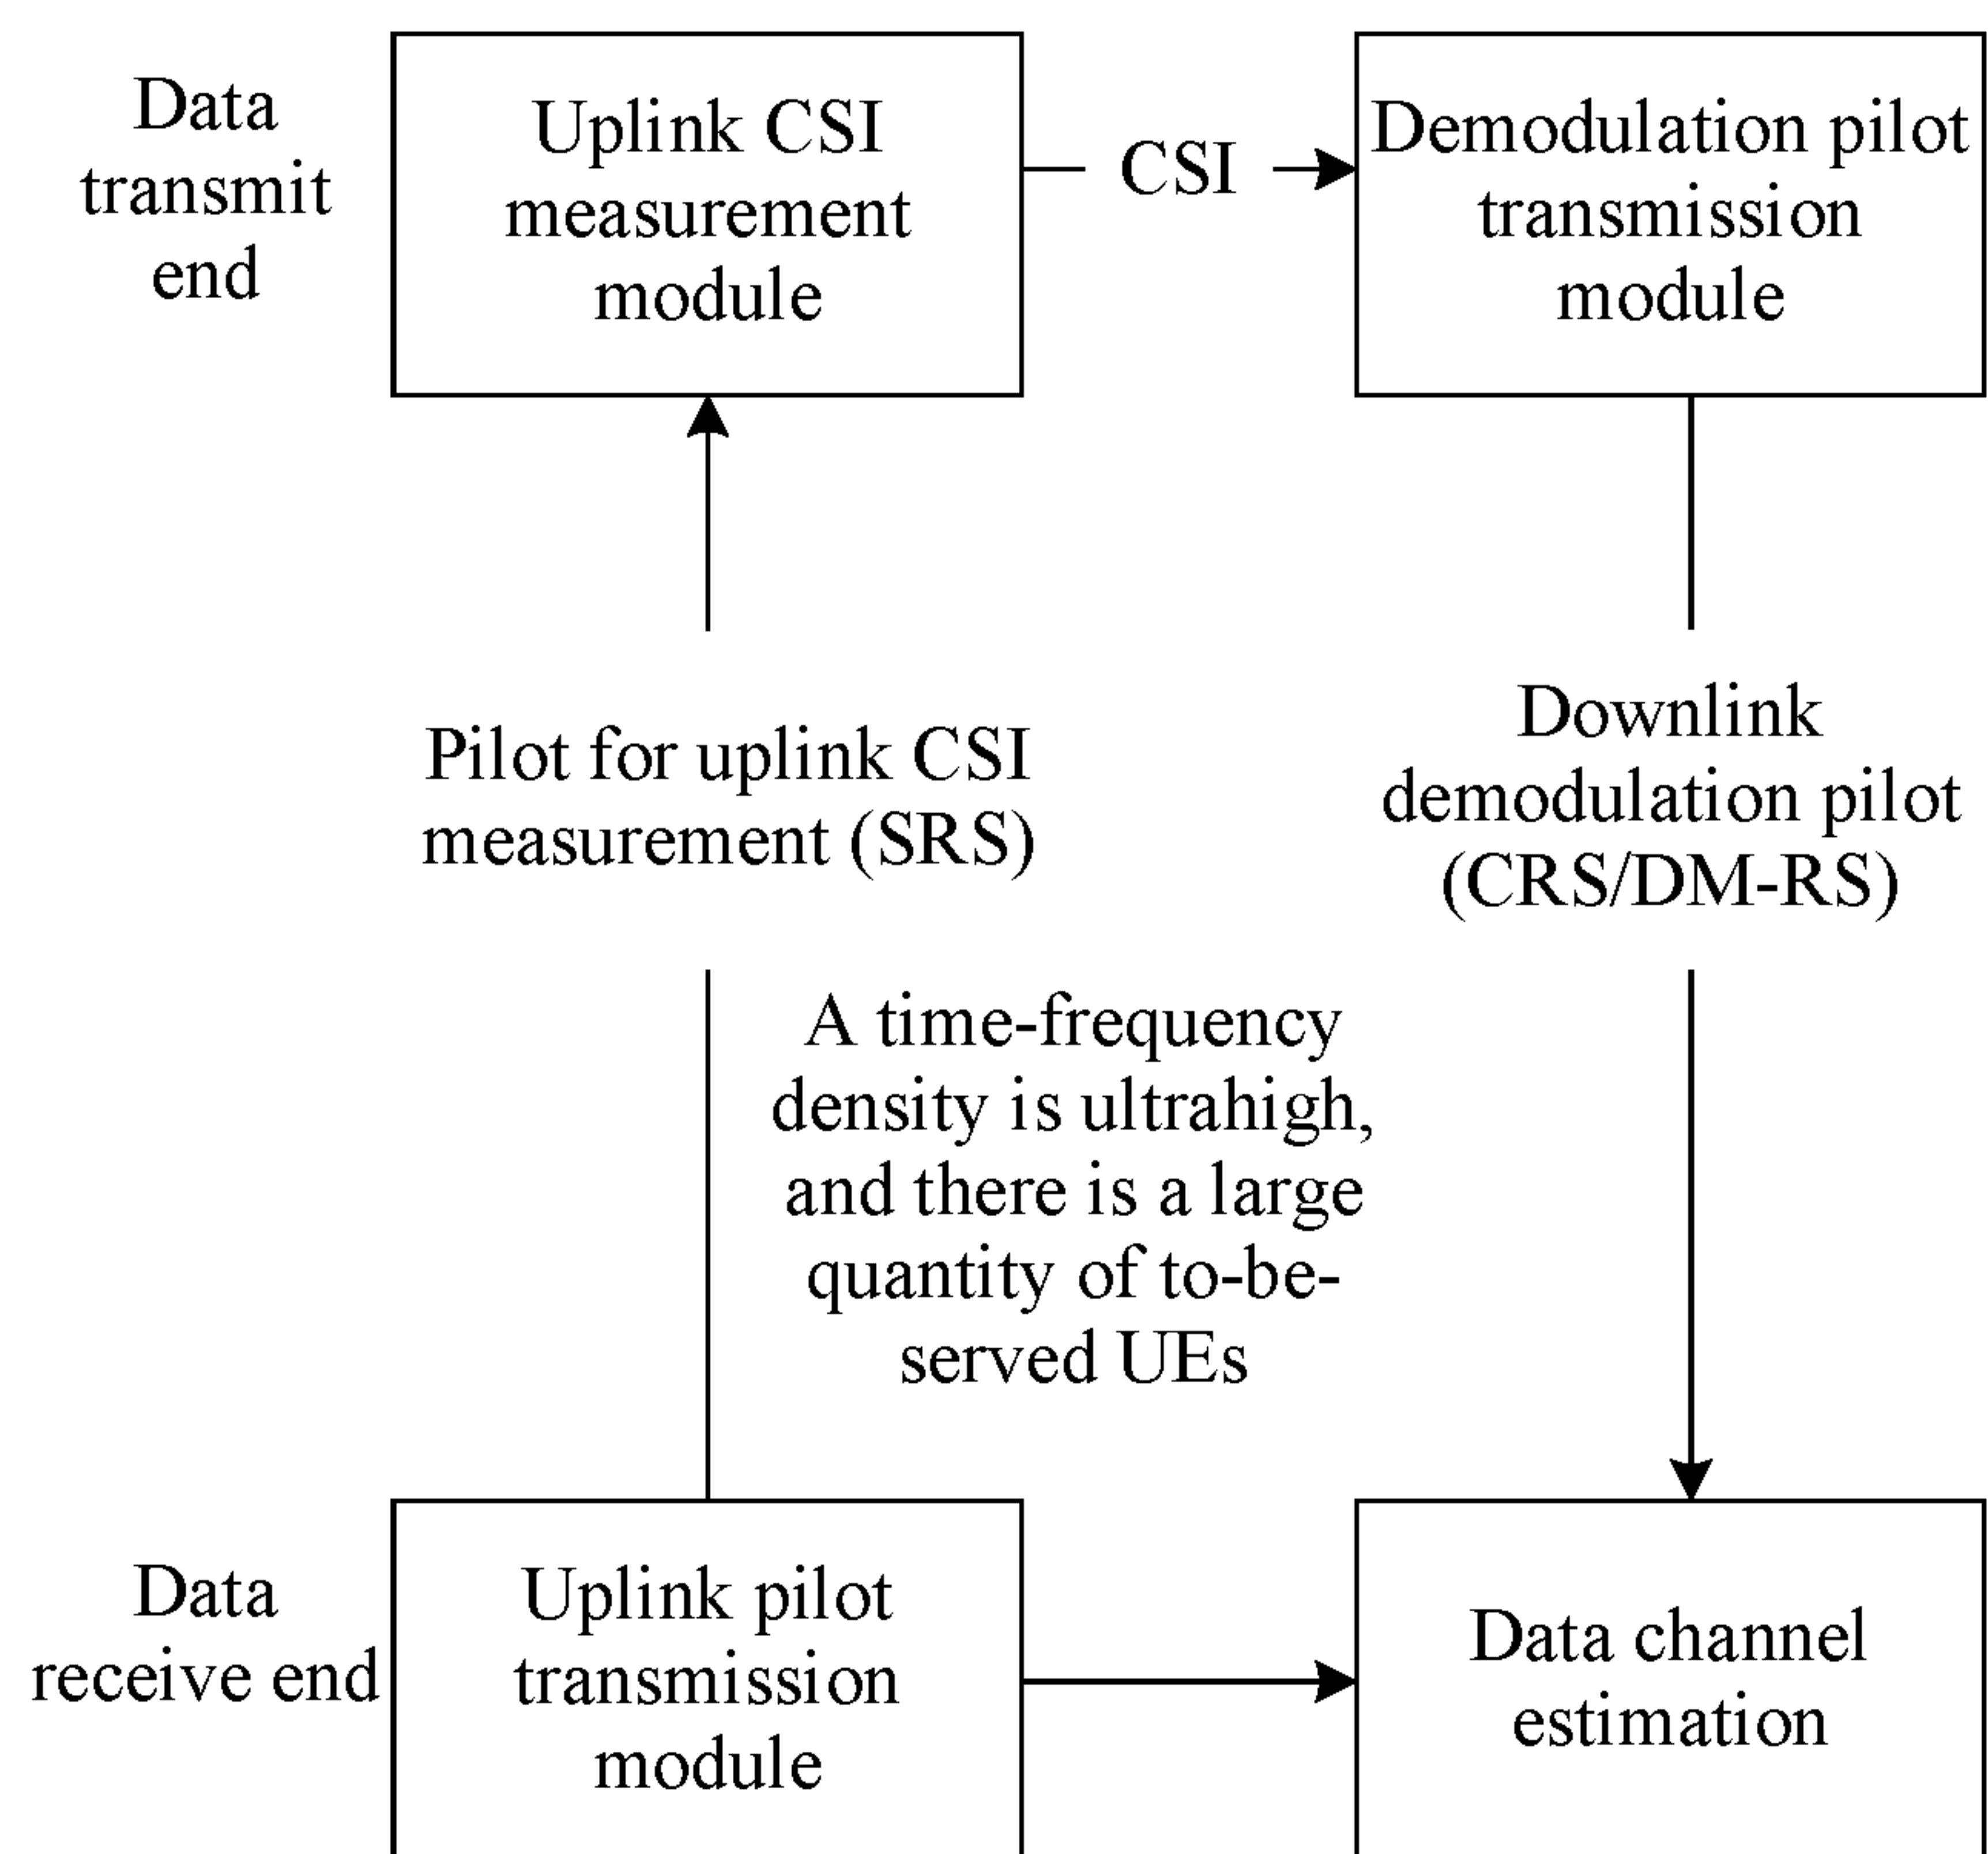 Data
transmit
end
Uplink CSI
measurement
module
CSI
Demodulation pilot
transmission
module
Pilot for uplink CSI
measurement (SRS)
Downlink
demodulation pilot
(CRS/DM-RS)
A time-frequency
density is ultrahigh,
and there is a large
quantity of to-be-
served UEs
Data
receive end
Uplink pilot
transmission
module
Data channel
estimation